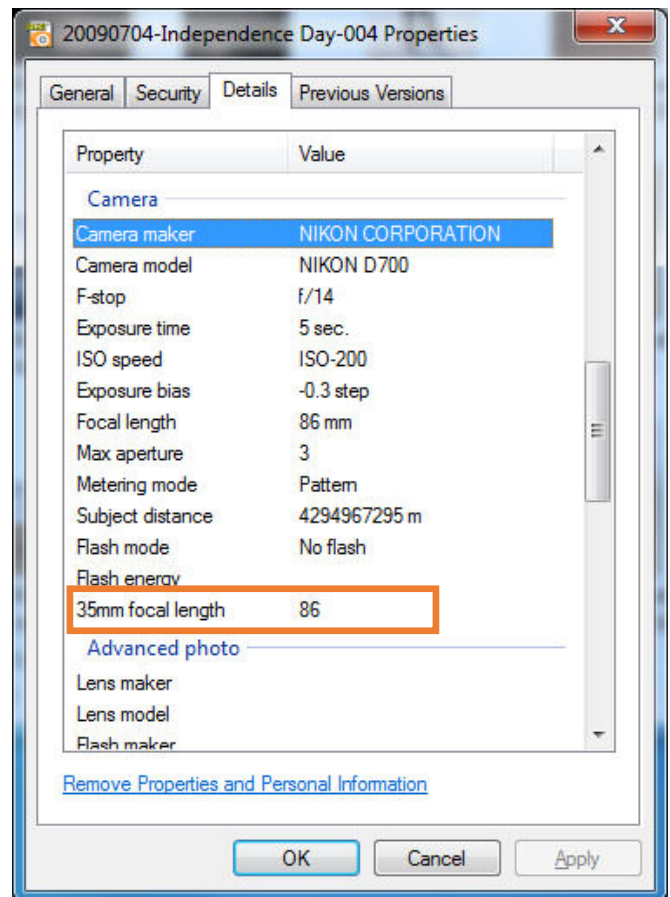 20090704-Independence Day-004 Properties
x
General Security Details Previous Versions
Property Value
Camera
Camera maker NIKON CORPORATION
Camera model NIKON D700
F-stop f/14
Exposure time 5 sec.
ISO speed ISO-200
Exposure bias -0.3 step
Focal length 86 mm
Max aperture 3
Metering mode Pattern
Subject distance 4294967295 m
Flash mode No flash
Flash energy
35mm focal length 86
Advanced photo
Lens maker
Lens model
Flash maker
Remove Properties and Personal Information
OK Cancel Apply